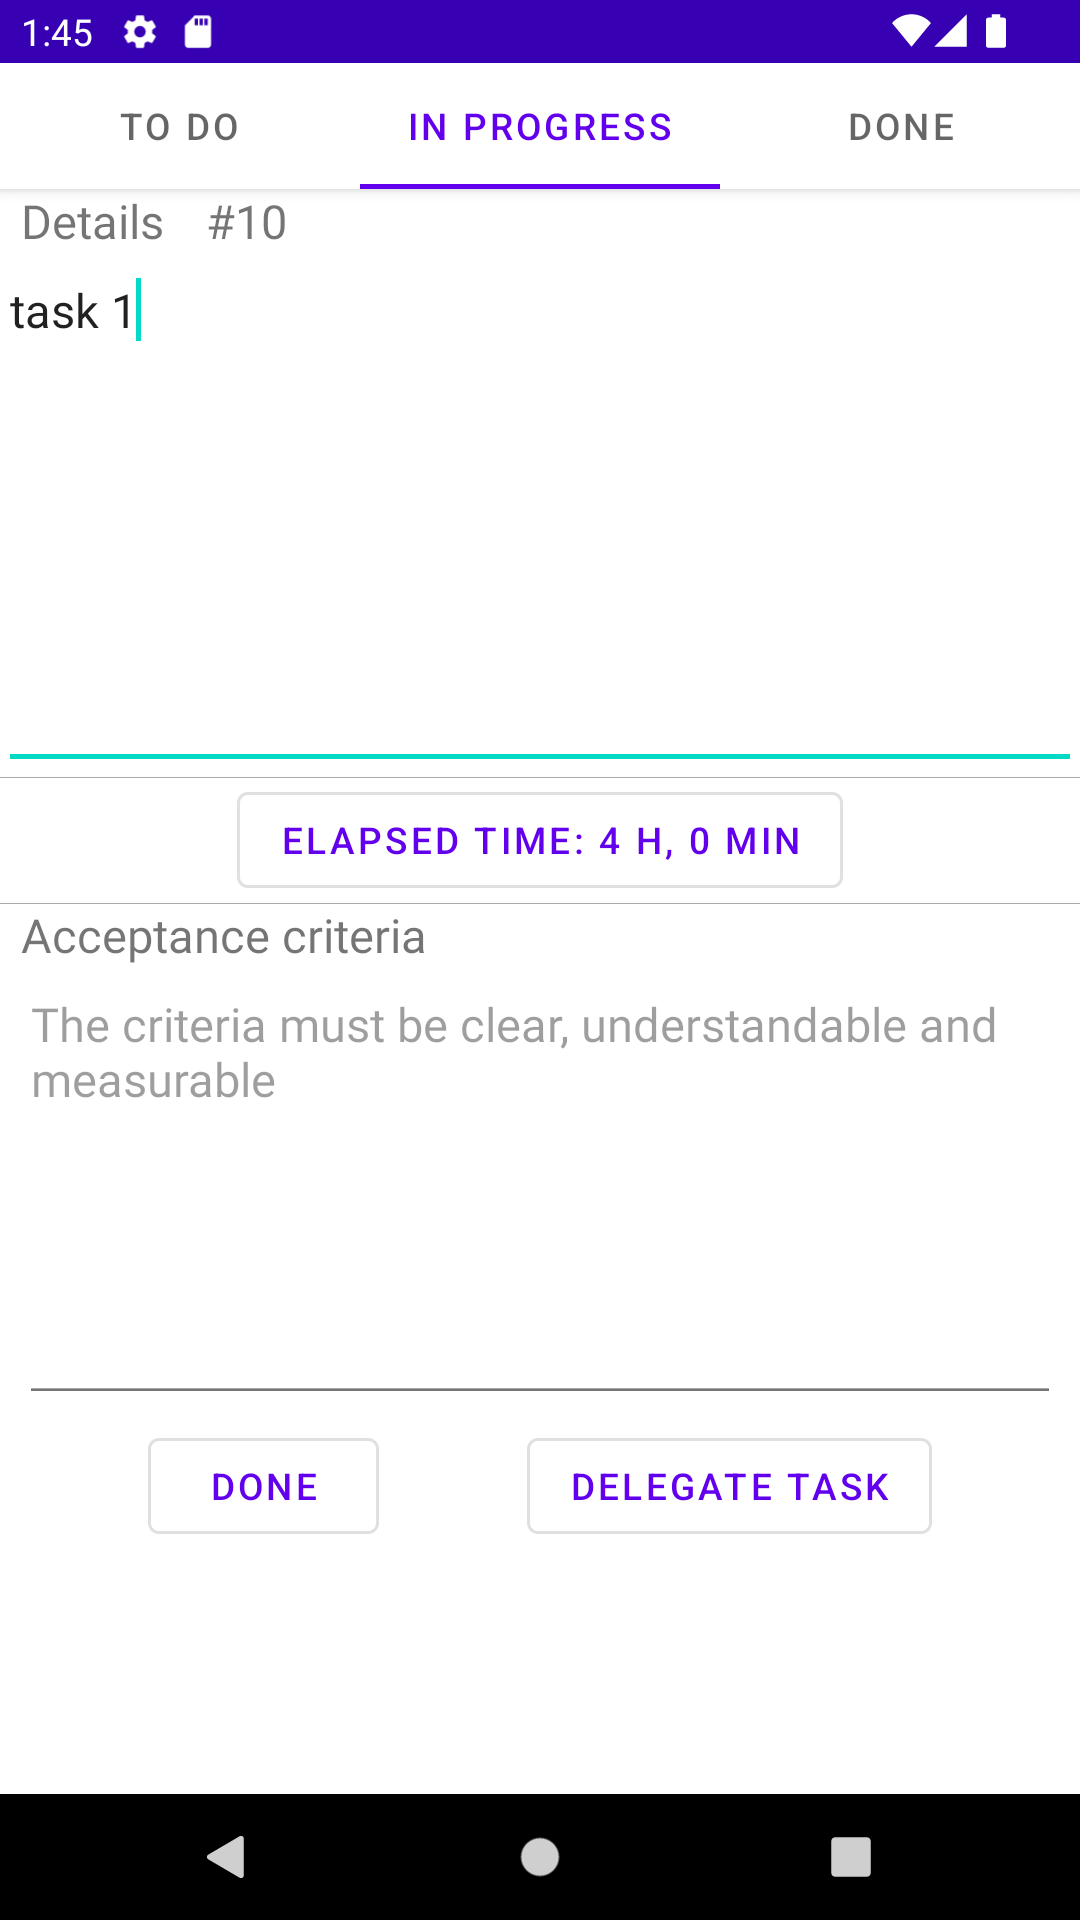 1:45
TO DO IN PROGRESS DONE
Details #10
task 1
ELAPSED TIME: 4 H, 0 MIN
Acceptance criteria
The criteria must be clear, understandable and
measurable
DONE DELEGATE TASK